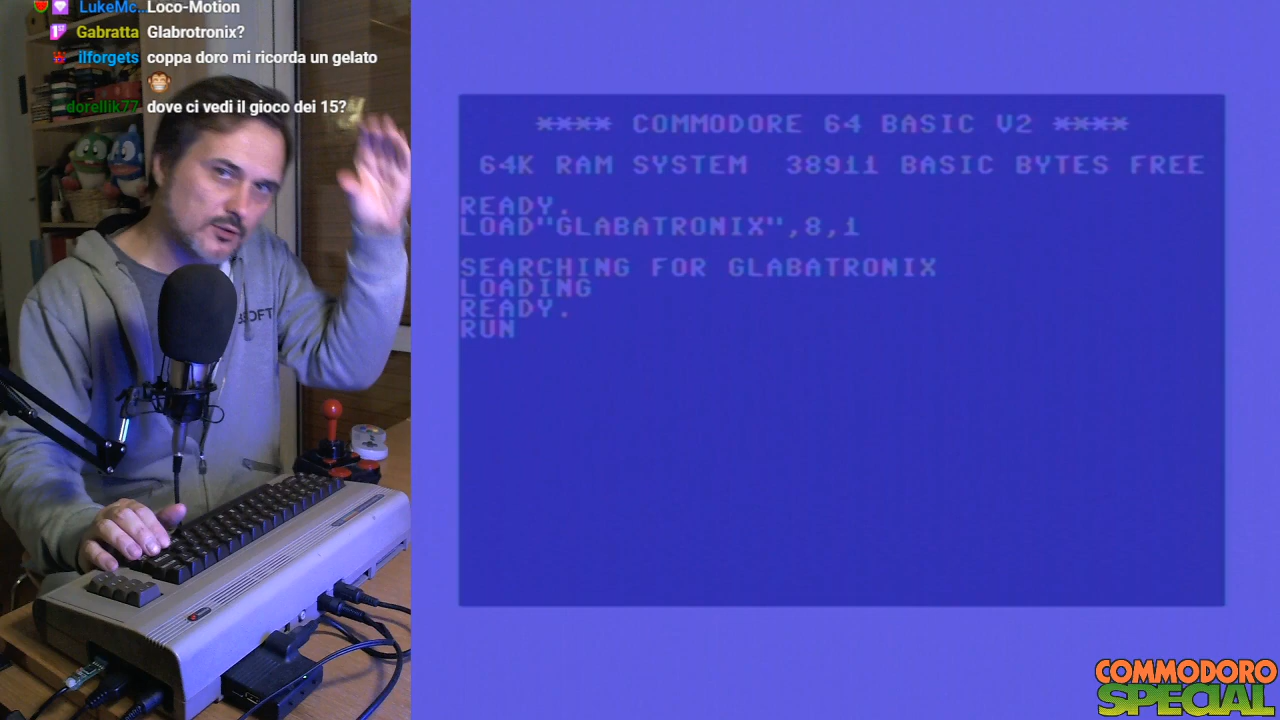 LukeMc… Loco-Motion
Gabratta Glabrotronix?
ilforgets coppa doro mi ricorda un gelato
dorellik77 dove ci vedi il gioco dei 15?
**** COMMODORE 64 BASIC V2 ****
64K RAM SYSTEM 38911 BASIC BYTES FREE
READY.
LOAD"GLABATRONIX",8,1
SEARCHING FOR GLABATRONIX
LOADING
READY.
RUN
COMMODORO
SPECIAL